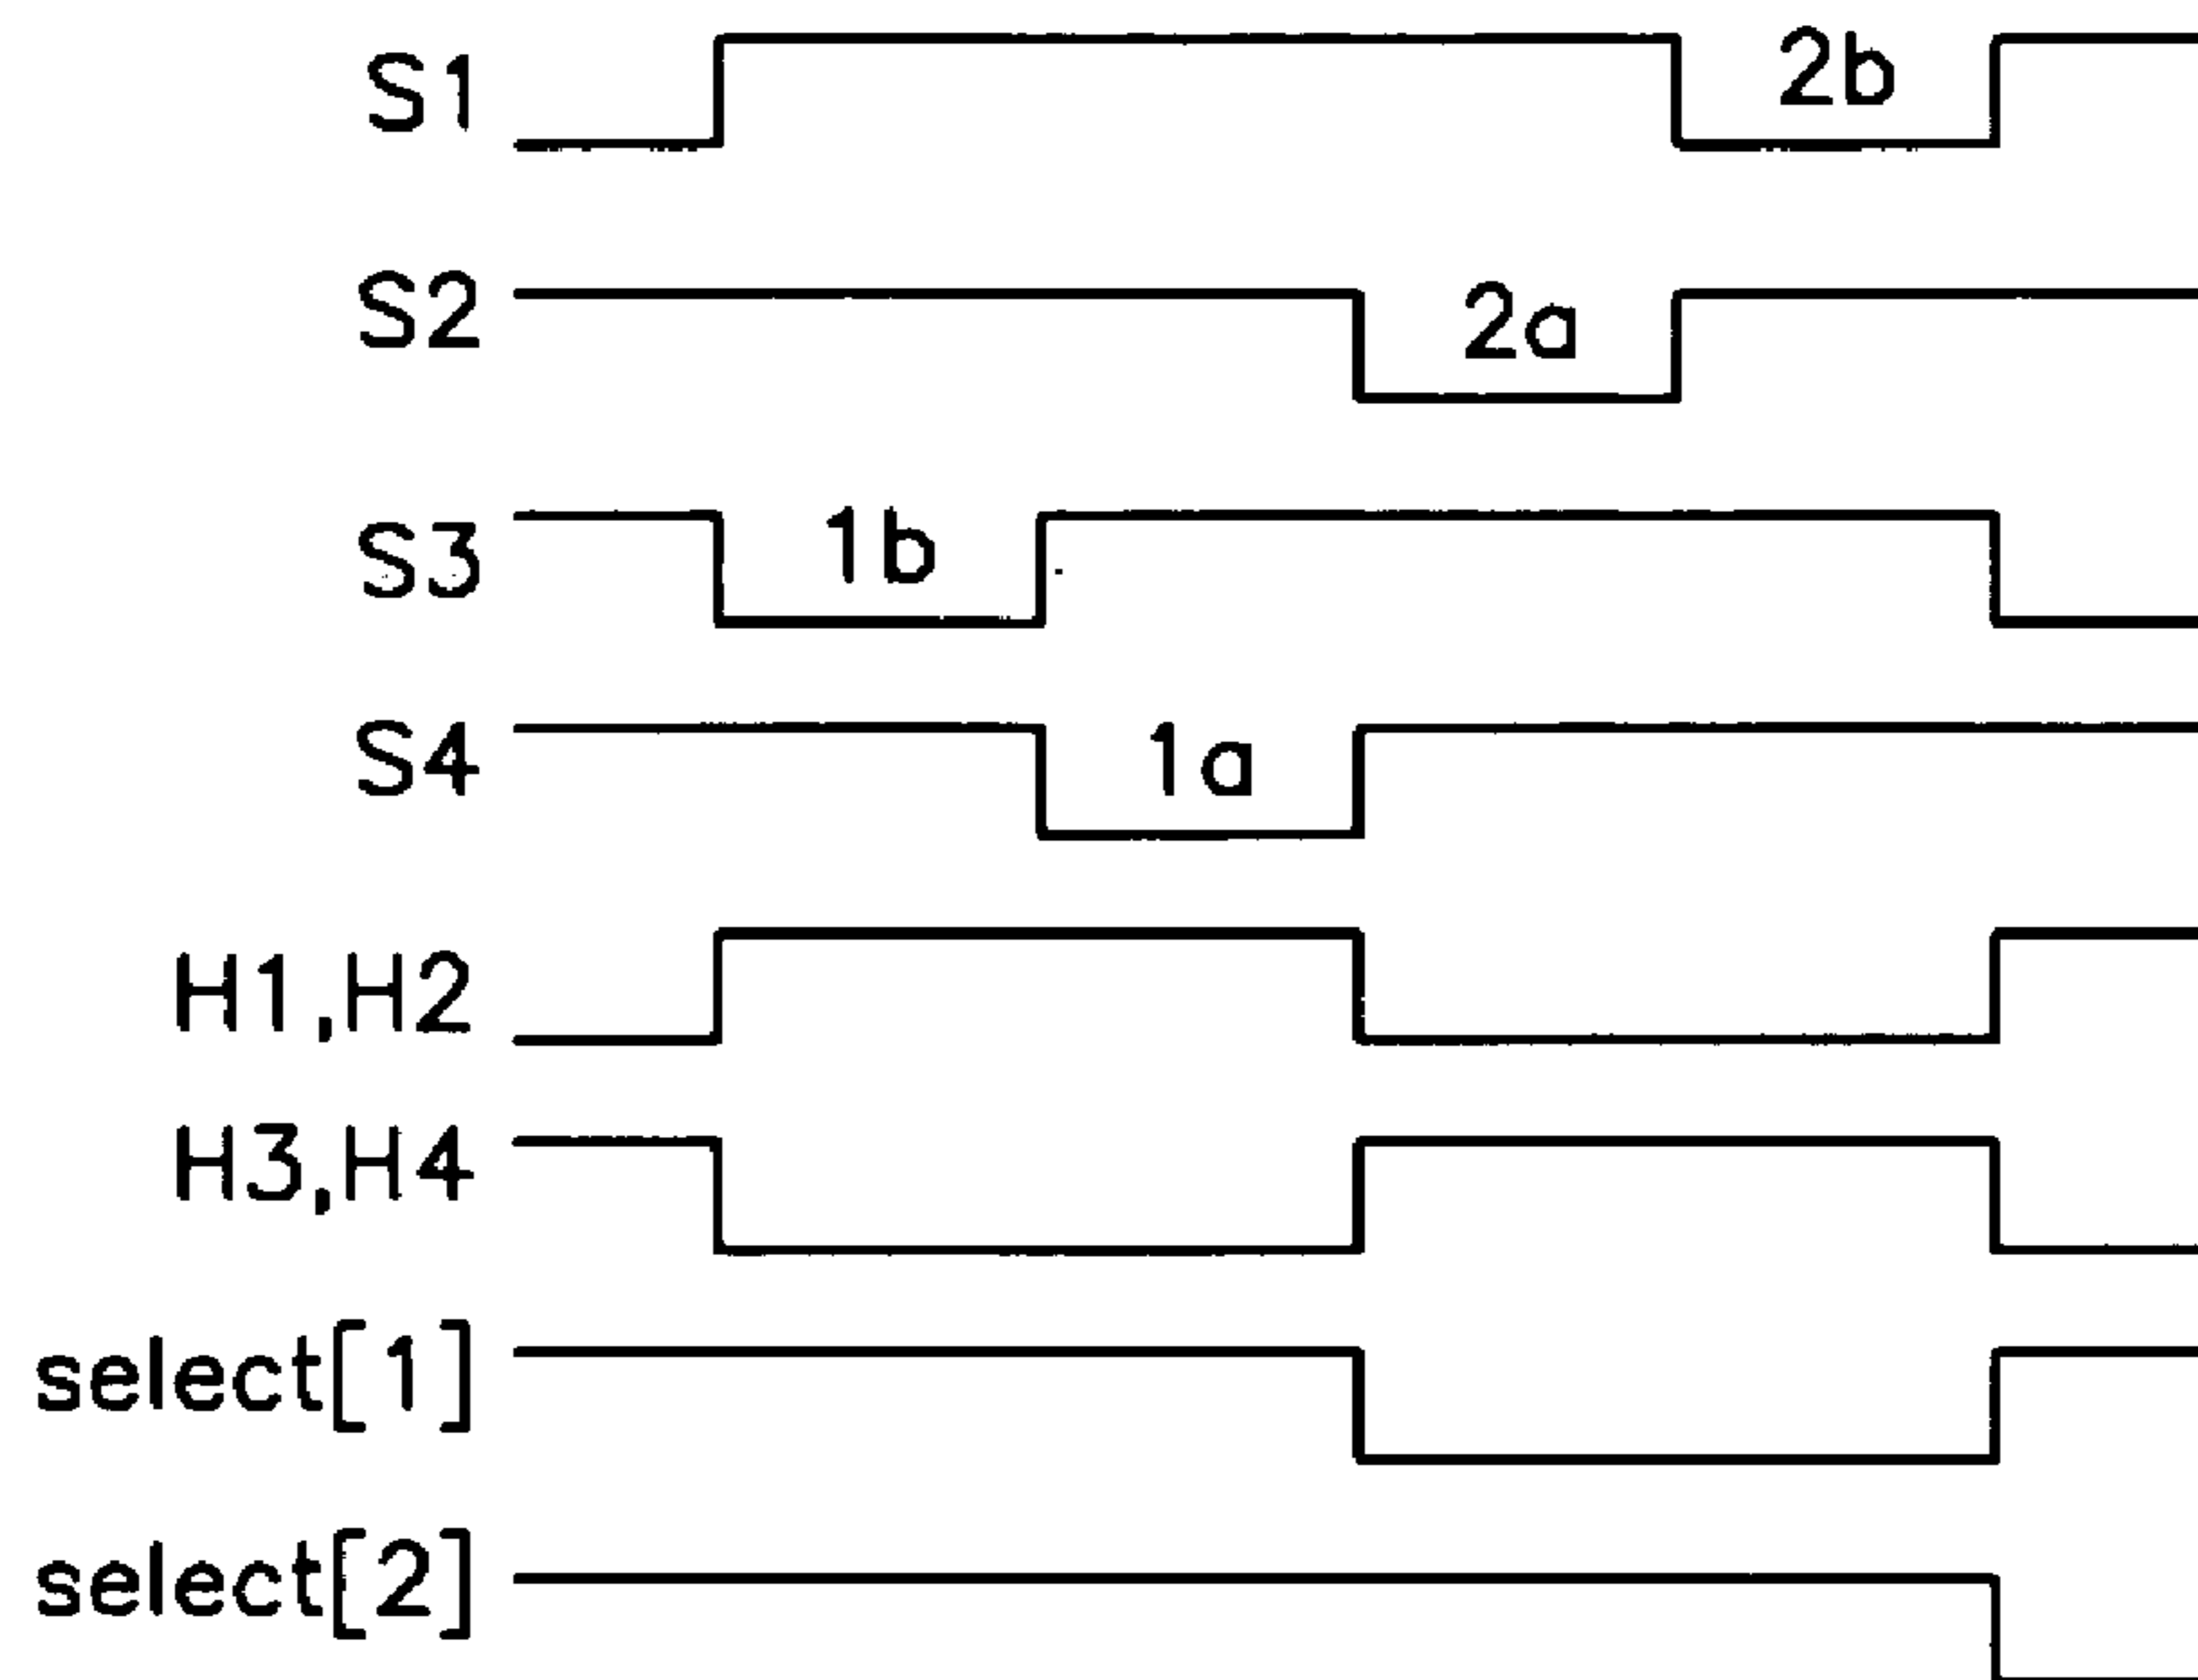 S1 2b
S2 2a
S3 1b
S4 1a
H1,H2
H3,H4
select[1]
select[2]